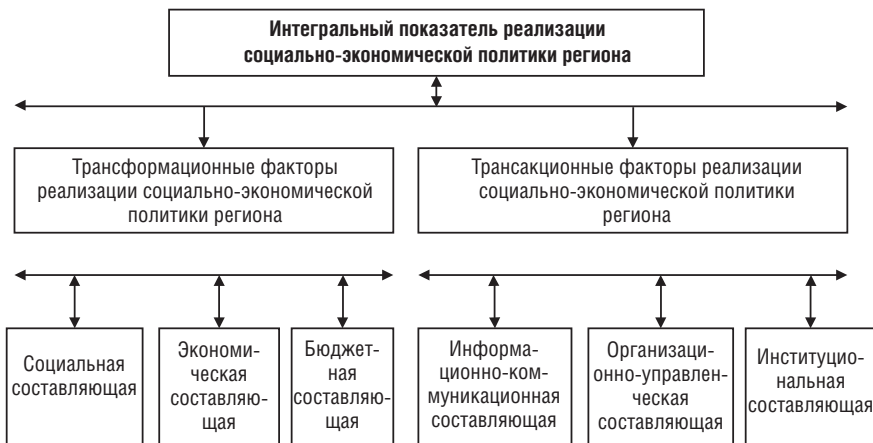 Интегральный показатель реализации
социально-экономической политики региона
Трансформационные факторы
реализации социально-экономической
политики региона
Трансакционные факторы реализации
социально-экономической политики
региона
Социальная
составляющая
Экономи-
ческая
составляю-
щая
Бюджет-
ная
составляю-
щая
Информа-
ционно-ком-
муникационная
составляющая
Организаци-
онно-управлен-
ческая
составляющая
Институцио-
нальная
составляющая